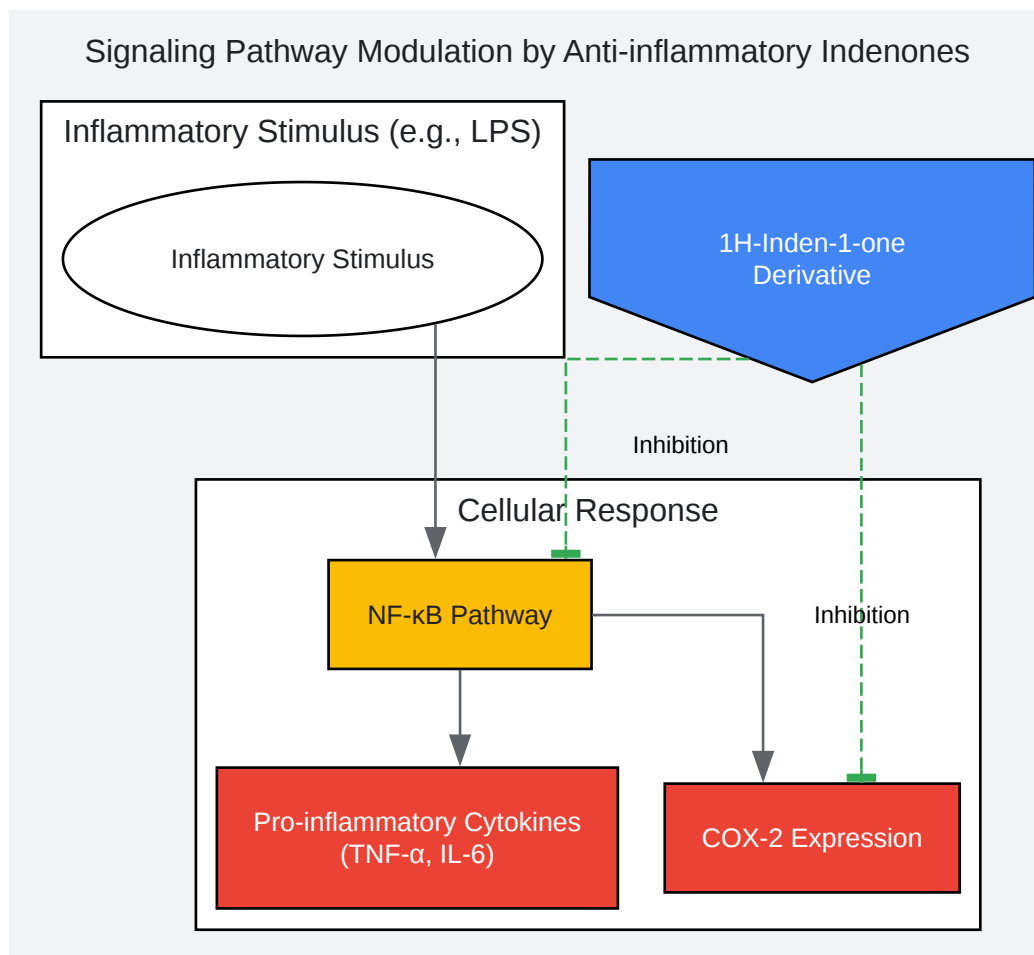 Signaling Pathway Modulation by Anti-inflammatory Indenones
Inflammatory Stimulus (e.g., LPS)
Inflammatory Stimulus
1H-Inden-1-one
Derivative
Inhibition
Cellular Response
NF-κB Pathway
Inhibition
Pro-inflammatory Cytokines
(TNF-α, IL-6)
COX-2 Expression